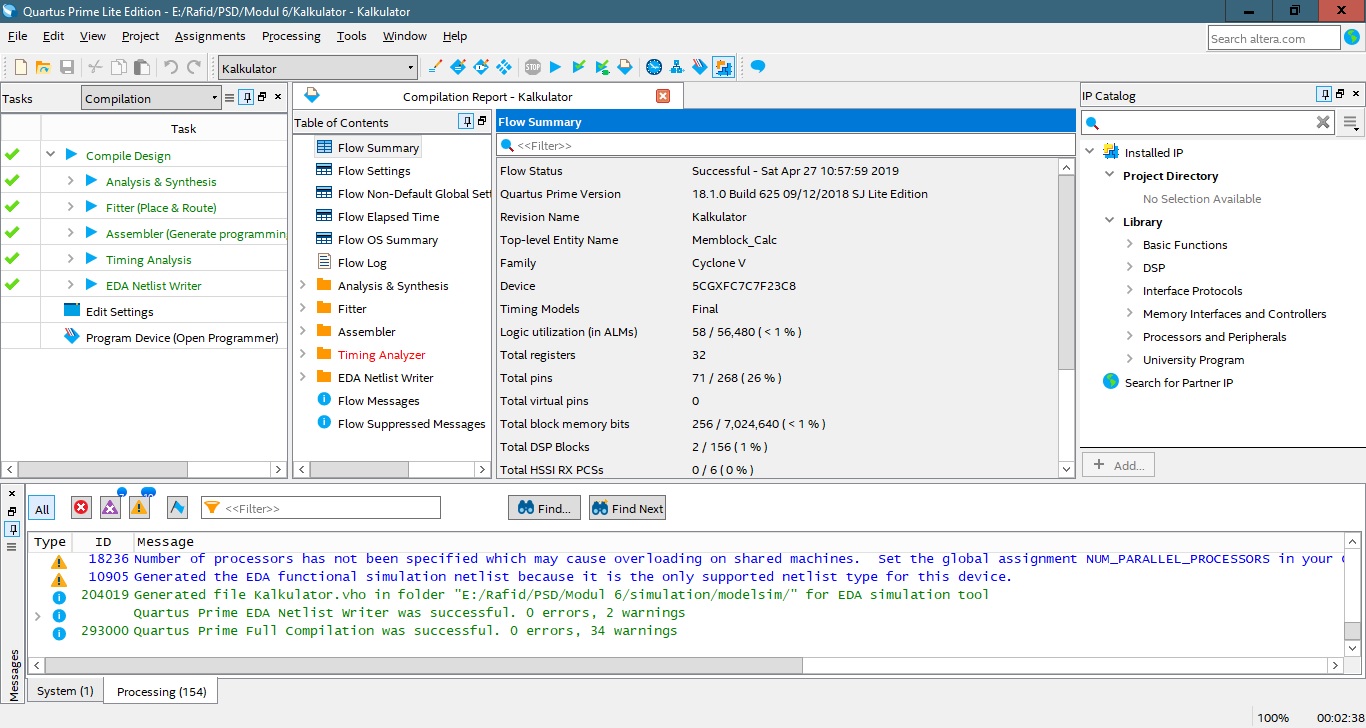 Quartus Prime Lite Edition - E:/Rafid/PSD/Modul 6/Kalkulator - Kalkulator
File Edit View Project Assignments Processing Tools Window Help
Search altera.com
Kalkulator
STOP
Tasks
Compilation
Task
Compile Design
Analysis & Synthesis
Fitter (Place & Route)
Assembler (Generate programmin
Timing Analysis
EDA Netlist Writer
Edit Settings
Program Device (Open Programmer)
Compilation Report - Kalkulator
Table of Contents
Flow Summary
Flow Settings
Flow Non-Default Global Sett
Flow Elapsed Time
Flow OS Summary
Flow Log
Analysis & Synthesis
Fitter
Assembler
Timing Analyzer
EDA Netlist Writer
Flow Messages
Flow Suppressed Messages
Flow Summary
<<Filter>>
Flow Status Successful - Sat Apr 27 10:57:59 2019
Quartus Prime Version 18.1.0 Build 625 09/12/2018 SJ Lite Edition
Revision Name Kalkulator
Top-level Entity Name Memblock_Calc
Family Cyclone V
Device 5CGXFC7C7F23C8
Timing Models Final
Logic utilization (in ALMs) 58 / 56,480 ( < 1 % )
Total registers 32
Total pins 71 / 268 ( 26 % )
Total virtual pins 0
Total block memory bits 256 / 7,024,640 ( < 1 % )
Total DSP Blocks 2 / 156 ( 1 % )
Total HSSI RX PCSs 0 / 6 ( 0 % )
IP Catalog
Installed IP
Project Directory
No Selection Available
Library
Basic Functions
DSP
Interface Protocols
Memory Interfaces and Controllers
Processors and Peripherals
University Program
Search for Partner IP
+ Add...
All
<<Filter>>
Find...
Find Next
Type ID Message
18236 Number of processors has not been specified which may cause overloading on shared machines.  Set the global assignment NUM_PARALLEL_PROCESSORS in your
10905 Generated the EDA functional simulation netlist because it is the only supported netlist type for this device.
204019 Generated file Kalkulator.vho in folder "E:/Rafid/PSD/Modul 6/simulation/modelsim/" for EDA simulation tool
Quartus Prime EDA Netlist Writer was successful. 0 errors, 2 warnings
293000 Quartus Prime Full Compilation was successful. 0 errors, 34 warnings
Messages
System (1)
Processing (154)
100% 00:02:38